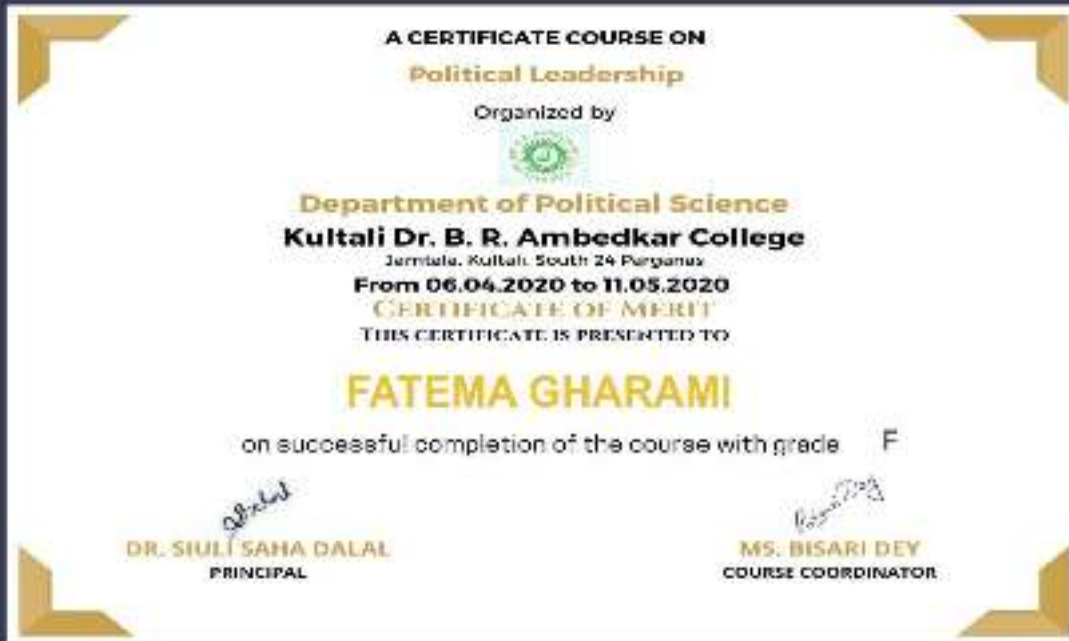 A CERTIFICATE COURSE ON
Political Leadership
Organized by
Department of Political Science
Kultali Dr. B. R. Ambedkar College
Jamtala, Kultali, South 24 Parganas
From 06.04.2020 to 11.05.2020
CERTIFICATE OF MERIT
THIS CERTIFICATE IS PRESENTED TO
FATEMA GHARAMI
on successful completion of the course with grade F
DR. SIULI SAHA DALAL
PRINCIPAL
MS. BISARI DEY
COURSE COORDINATOR